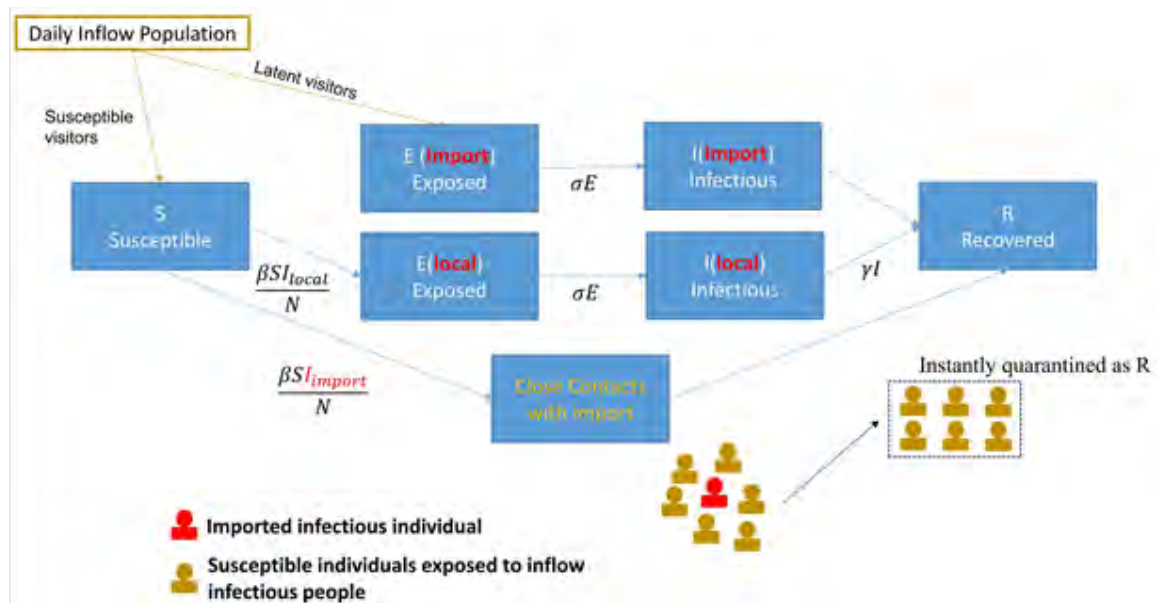 Daily Inflow Population
Latent visitors
Susceptible
visitors
E (import)
Exposed
σE
I(import)
Infectious
S
Susceptible
R
Recovered
E(local)
Exposed
σE
I(local)
Infectious
γI
βSI_local
N
βSI_import
N
Close Contacts
with import
Instantly quarantined as R
Imported infectious individual
Susceptible individuals exposed to inflow
infectious people